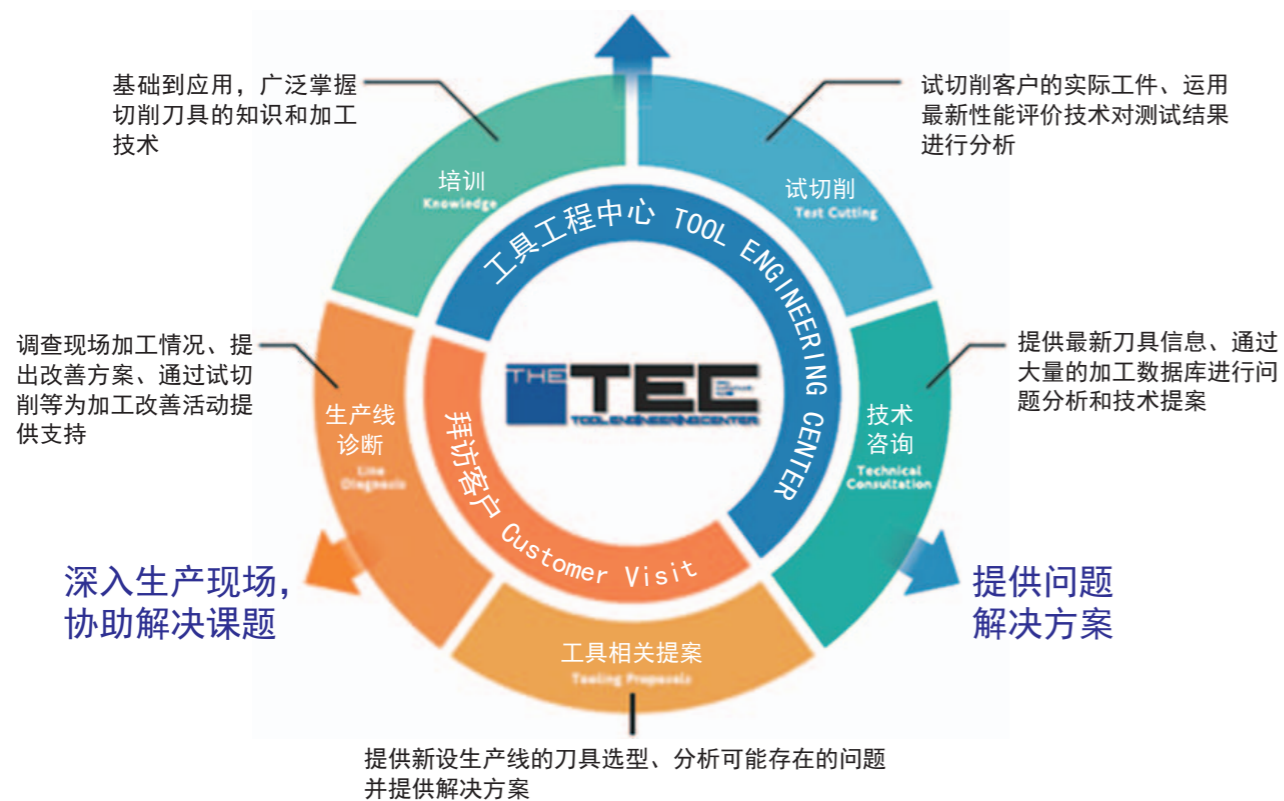 基础到应用，广泛掌握
切削刀具的知识和加工
技术
试切削客户的实际工件、运用
最新性能评价技术对测试结果
进行分析
培训
Knowledge
试切削
Test Cutting
工具工程中心 TOOL ENGINEERING CENTER
调查现场加工情况、提
出改善方案、通过试切
削等为加工改善活动提
供支持
提供最新刀具信息、通过
大量的加工数据库进行问
题分析和技术提案
THE TEC
TOOL ENGINEERING CENTER
生产线
诊断
Line
Diagnosis
技术
咨询
Technical
Consultation
拜访客户 Customer Visit
深入生产现场，
协助解决课题
提供问题
解决方案
工具相关提案
Tooling Proposals
提供新设生产线的刀具选型、分析可能存在的问题
并提供解决方案